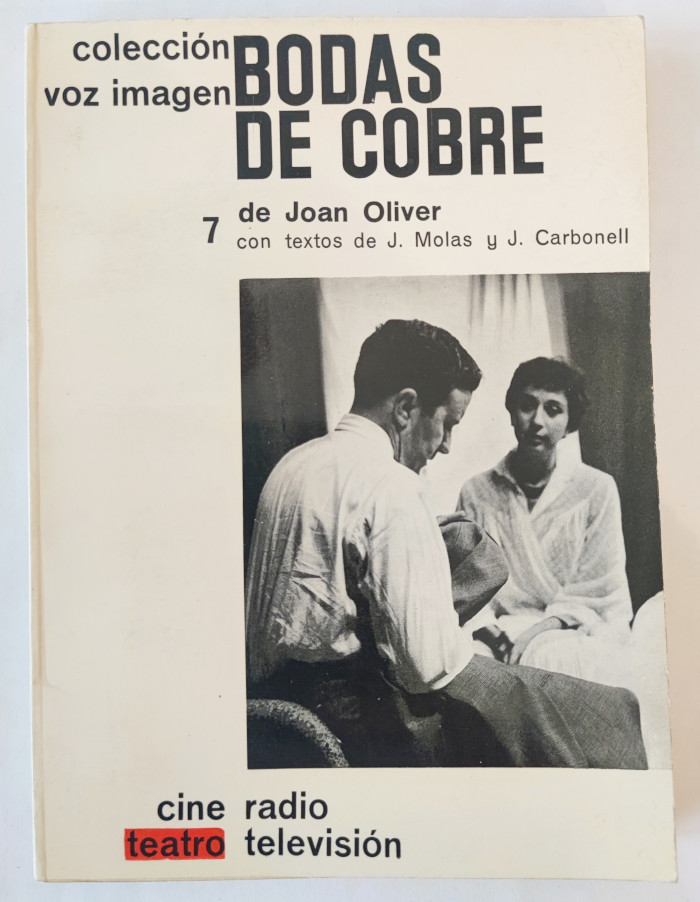 colección
voz imagen
BODAS
DE COBRE
7
de Joan Oliver
con textos de J. Molas y J. Carbonell
cine radio
teatro televisión